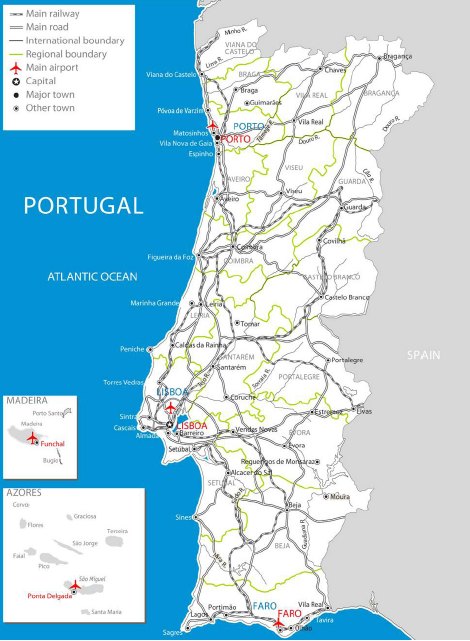 Main railway
Main road
International boundary
Regional boundary
Main airport
Capital
Major town
Other town
Minho R.
VIANA DO
CASTELO
Lima R.
Viana do Castelo
BRAGA
Chaves
Bragança
Braga
Guimarães
VILA REAL
BRAGANÇA
Póvoa de Varzim
Vila Real
PORTO
Matosinhos
PORTO
Vila Nova de Gaia
Douro R.
Douro R.
Espinho
VISEU
AVEIRO
GUARDA
Viseu
Aveiro
Guarda
PORTUGAL
Coimbra
Covilhã
Figueira da Foz
COIMBRA
ATLANTIC OCEAN
CASTELO BRANCO
Castelo Branco
Marinha Grande
Leiria
LEIRIA
Tomar
Caldas da Rainha
Peniche
SANTARÉM
Portalegre
SPAIN
Santarém
PORTALEGRE
Torres Vedras
LISBOA
Sorraia R.
Coruche
Estremoz
Elvas
Sintra
Cascais
LISBOA
Almada
Barreiro
Vendas Novas
ÉVORA
Évora
Setúbal
Reguengos de Monsaraz
Alcácer do Sal
SETÚBAL
Moura
Beja
Sines
Guadiana R.
BEJA
FARO
FARO
Vila Real
Portimão
Lagos
Tavira
Olhão
Sagres
MADEIRA
Porto Santo
Madeira
Funchal
Bugio
AZORES
Corvo
Graciosa
Flores
Terceira
São Jorge
Faial
Pico
São Miguel
Ponta Delgada
Santa Maria